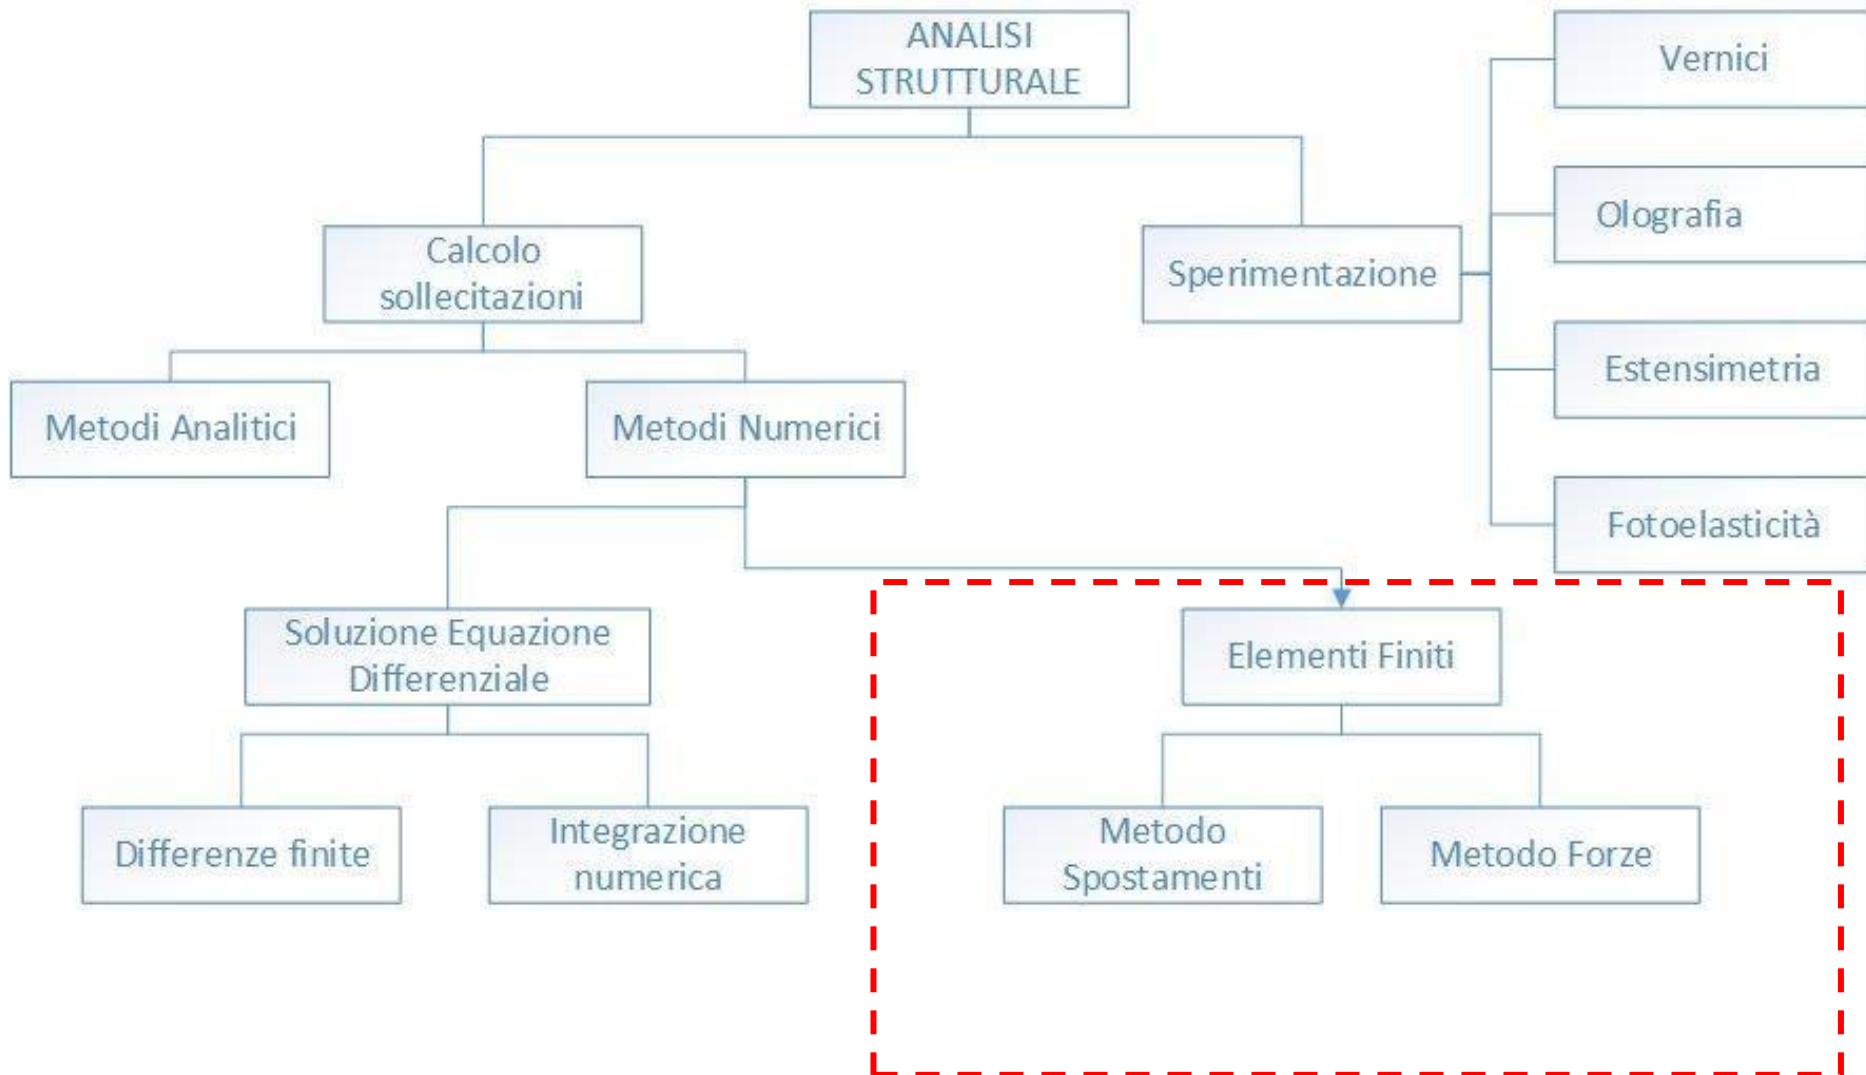 ANALISI
STRUTTURALE
Vernici
Olografia
Calcolo
sollecitazioni
Sperimentazione
Estensimetria
Metodi Analitici
Metodi Numerici
Fotoelasticità
Soluzione Equazione
Differenziale
Elementi Finiti
Differenze finite
Integrazione
numerica
Metodo
Spostamenti
Metodo Forze